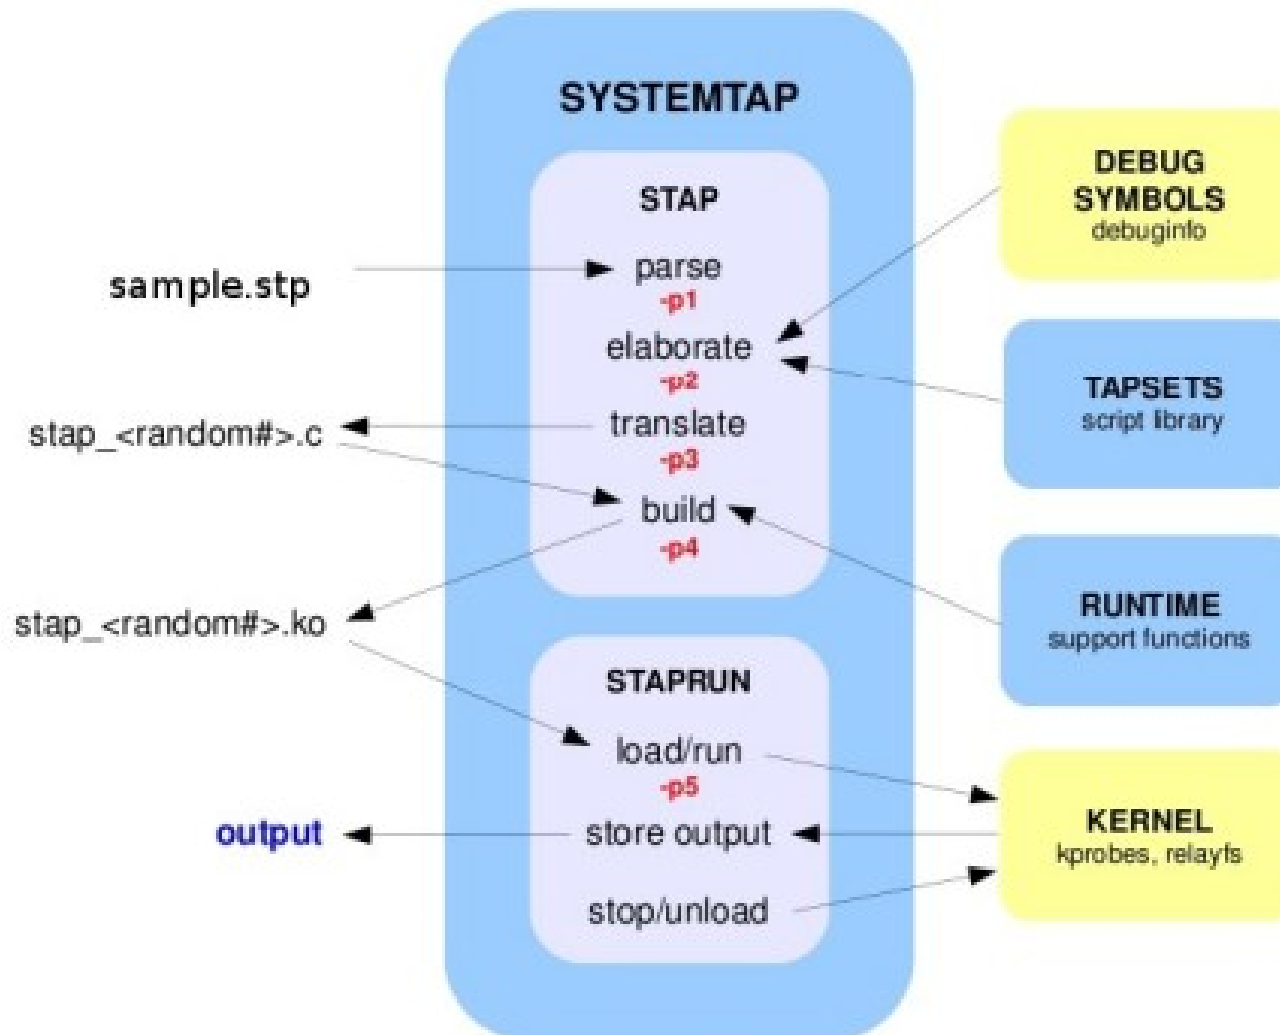 SYSTEMTAP
STAP
sample.stp
parse
-p1
elaborate
-p2
stap_<random#>.c
translate
-p3
build
-p4
stap_<random#>.ko
STAPRUN
load/run
-p5
output
store output
stop/unload
DEBUG
SYMBOLS
debuginfo
TAPSETS
script library
RUNTIME
support functions
KERNEL
kprobes, relayfs